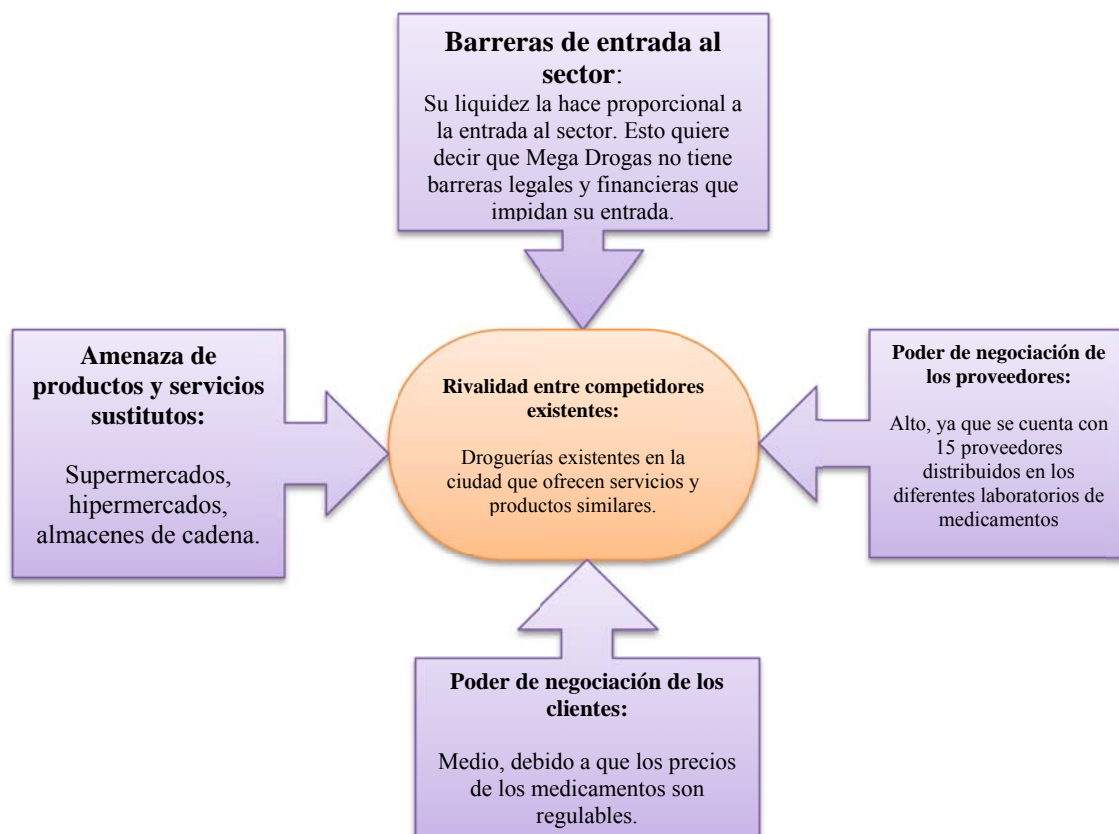 Barreras de entrada al
sector:
Su liquidez la hace proporcional a
la entrada al sector. Esto quiere
decir que Mega Drogas no tiene
barreras legales y financieras que
impidan su entrada.
Amenaza de
productos y servicios
sustitutos:
Supermercados,
hipermercados,
almacenes de cadena.
Rivalidad entre competidores
existentes:
Droguerías existentes en la
ciudad que ofrecen servicios y
productos similares.
Poder de negociación de
los proveedores:
Alto, ya que se cuenta con
15 proveedores
distribuidos en los
diferentes laboratorios de
medicamentos
Poder de negociación de los
clientes:
Medio, debido a que los precios
de los medicamentos son
regulables.